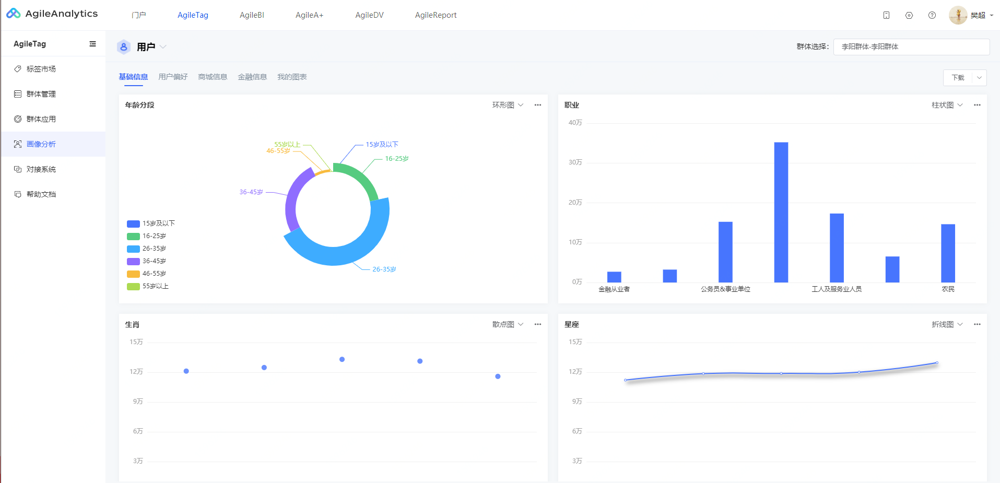 AgileAnalytics 门户 AgileTag AgileBI AgileA+ AgileDV AgileReport 樊超
AgileTag
标签市场
群体管理
群体应用
画像分析
对接系统
帮助文档
用户
群体选择: 李阳群体-李阳群体
基础信息 用户偏好 商城信息 金融信息 我的图表
下载
年龄分段 环形图
55岁以上
46-55岁
15岁及以下
16-25岁
36-45岁
26-35岁
15岁及以下
16-25岁
26-35岁
36-45岁
46-55岁
55岁以上
职业 柱状图
40万
30万
20万
10万
0万
金融从业者 公务员&事业单位 工人及服务业人员 农民
生肖 散点图
15万
12万
9万
6万
3万
星座 折线图
15万
12万
9万
6万
3万